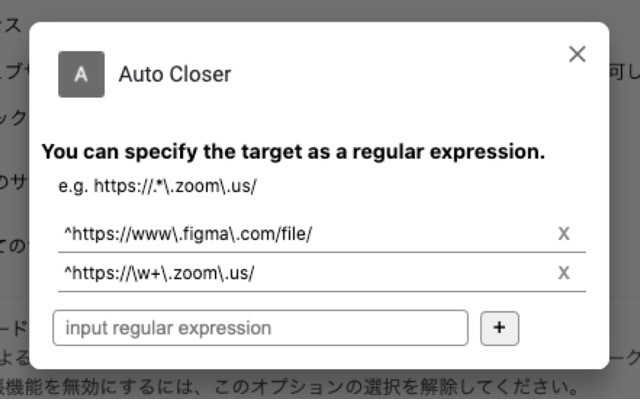 セス
ブサ
可し
ック
のサ
ての
ード
よる
ーク
張機能を無効にするには、このオプションの選択を解除してください。
A Auto Closer
You can specify the target as a regular expression.
e.g. https://.*\.zoom\.us/
^https://www\.figma\.com/file/ X
^https://\w+\.zoom\.us/ X
input regular expression +